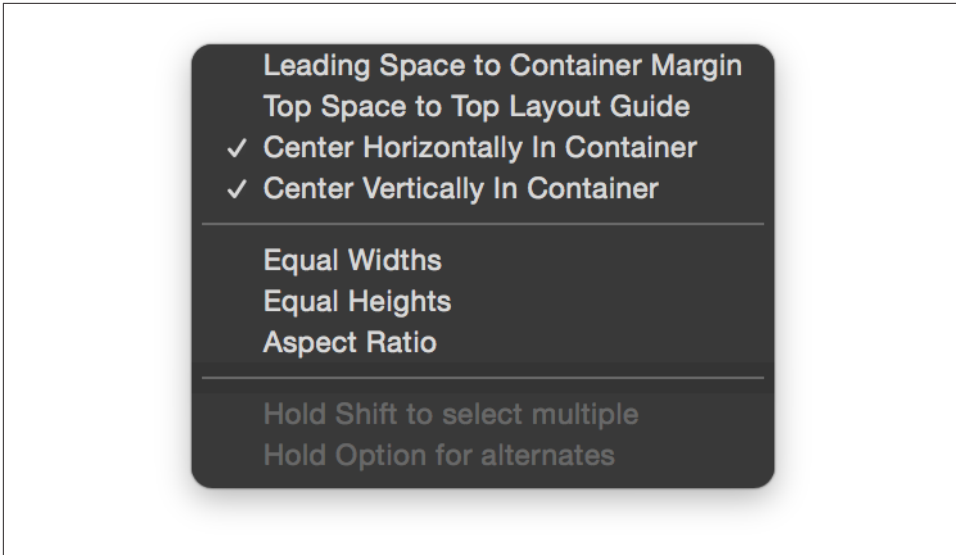 Leading Space to Container Margin
Top Space to Top Layout Guide
✓ Center Horizontally In Container
✓ Center Vertically In Container
Equal Widths
Equal Heights
Aspect Ratio
Hold Shift to select multiple
Hold Option for alternates